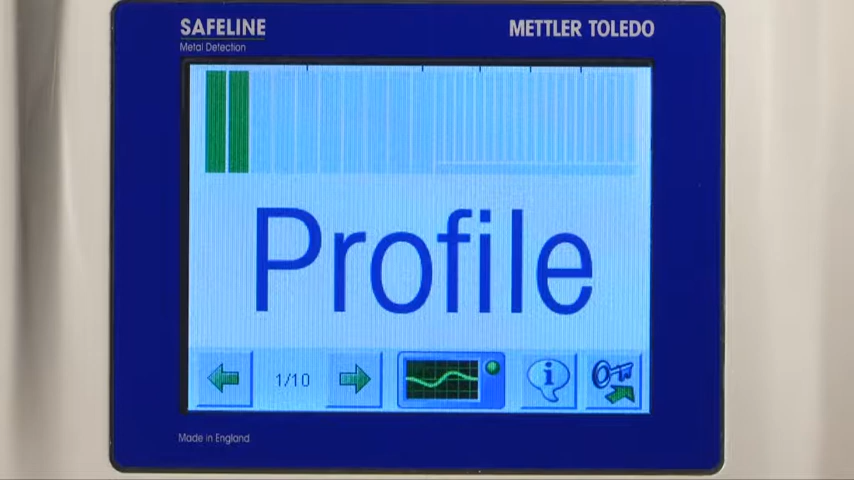 SAFELINE
METTLER TOLEDO
Metal Detection
Profile
1/10
i
Made in England